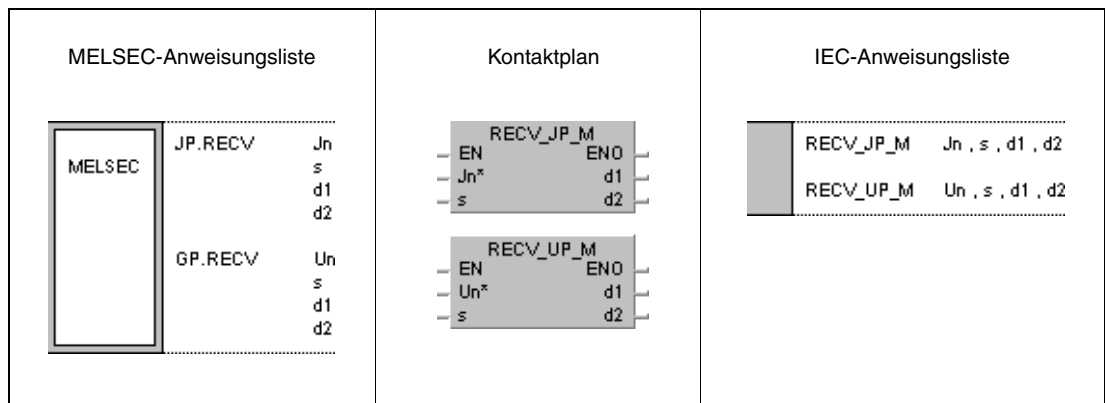 MELSEC-Anweisungsliste
MELSEC
JP.RECV Jn
s
d1
d2
GP.RECV Un
s
d1
d2
Kontaktplan
RECV_JP_M
EN ENO
Jn* d1
s d2
RECV_UP_M
EN ENO
Un* d1
s d2
IEC-Anweisungsliste
RECV_JP_M Jn , s , d1 , d2
RECV_UP_M Un , s , d1 , d2